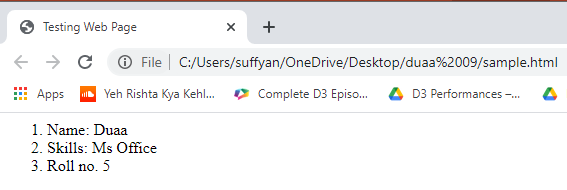 Testing Web Page
File C:/Users/suffyan/OneDrive/Desktop/duaa%2009/sample.html
Apps Yeh Rishta Kya Kehl... Complete D3 Episo... D3 Performances –...
1. Name: Duaa
2. Skills: Ms Office
3. Roll no. 5